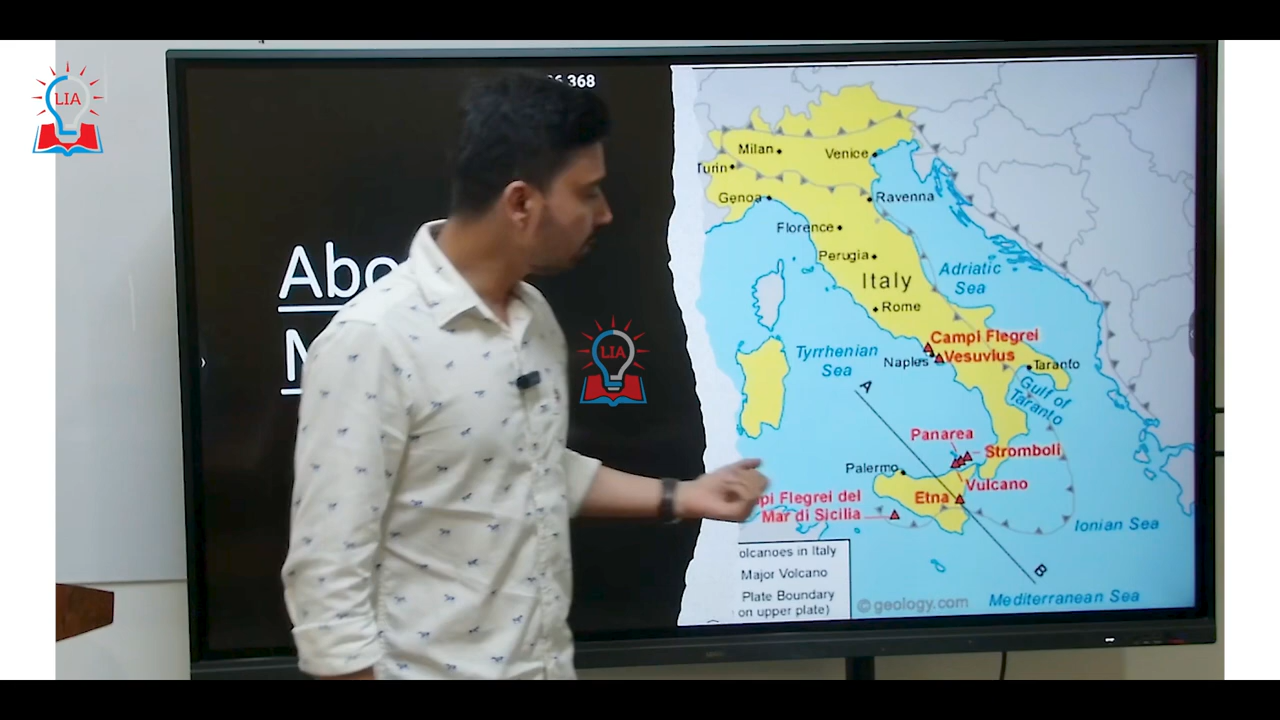 LIA
368
Abo
LIA
Milan
Venice
Turin
Genoa
Ravenna
Florence
Perugia
Adriatic
Sea
Italy
Rome
Campi Flegrei
Vesuvius
Naples
Taranto
Tyrrhenian
Sea
Gulf of
Taranto
A
Panarea
Stromboli
Palermo
Vulcano
Etna
pi Flegrei del
Mar di Sicilia
Ionian Sea
olcanoes in Italy
Major Volcano
Plate Boundary
on upper plate)
B
© geology.com
Mediterranean Sea